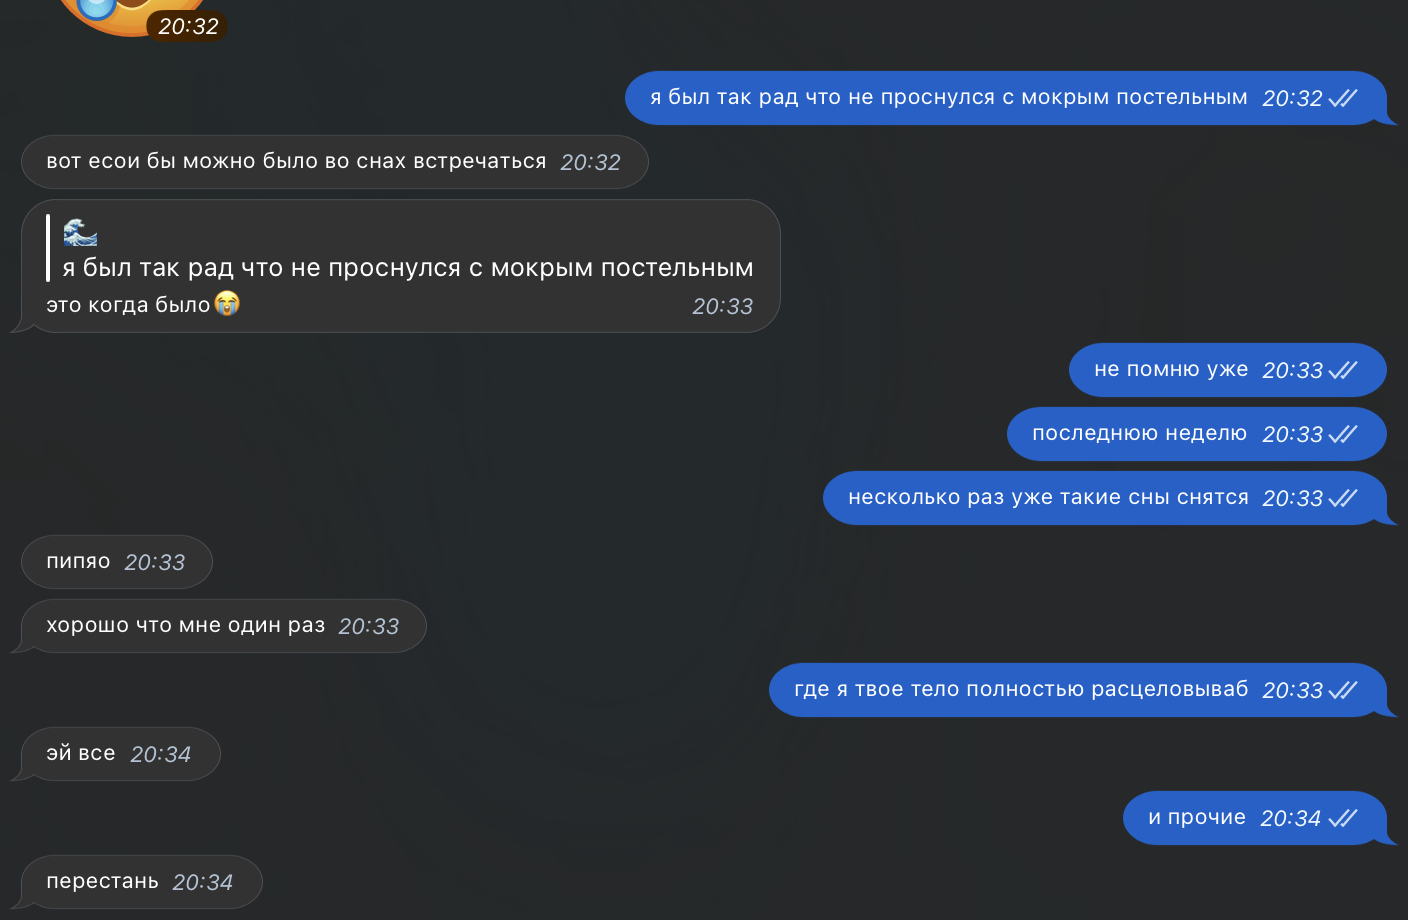 20:32
я был так рад что не проснулся с мокрым постельным 20:32
вот есои бы можно было во снах встречаться 20:32
🌊
я был так рад что не проснулся с мокрым постельным
это когда было😭 20:33
не помню уже 20:33
последнюю неделю 20:33
несколько раз уже такие сны снятся 20:33
пипяо 20:33
хорошо что мне один раз 20:33
где я твое тело полностью расцеловываб 20:33
эй все 20:34
и прочие 20:34
перестань 20:34